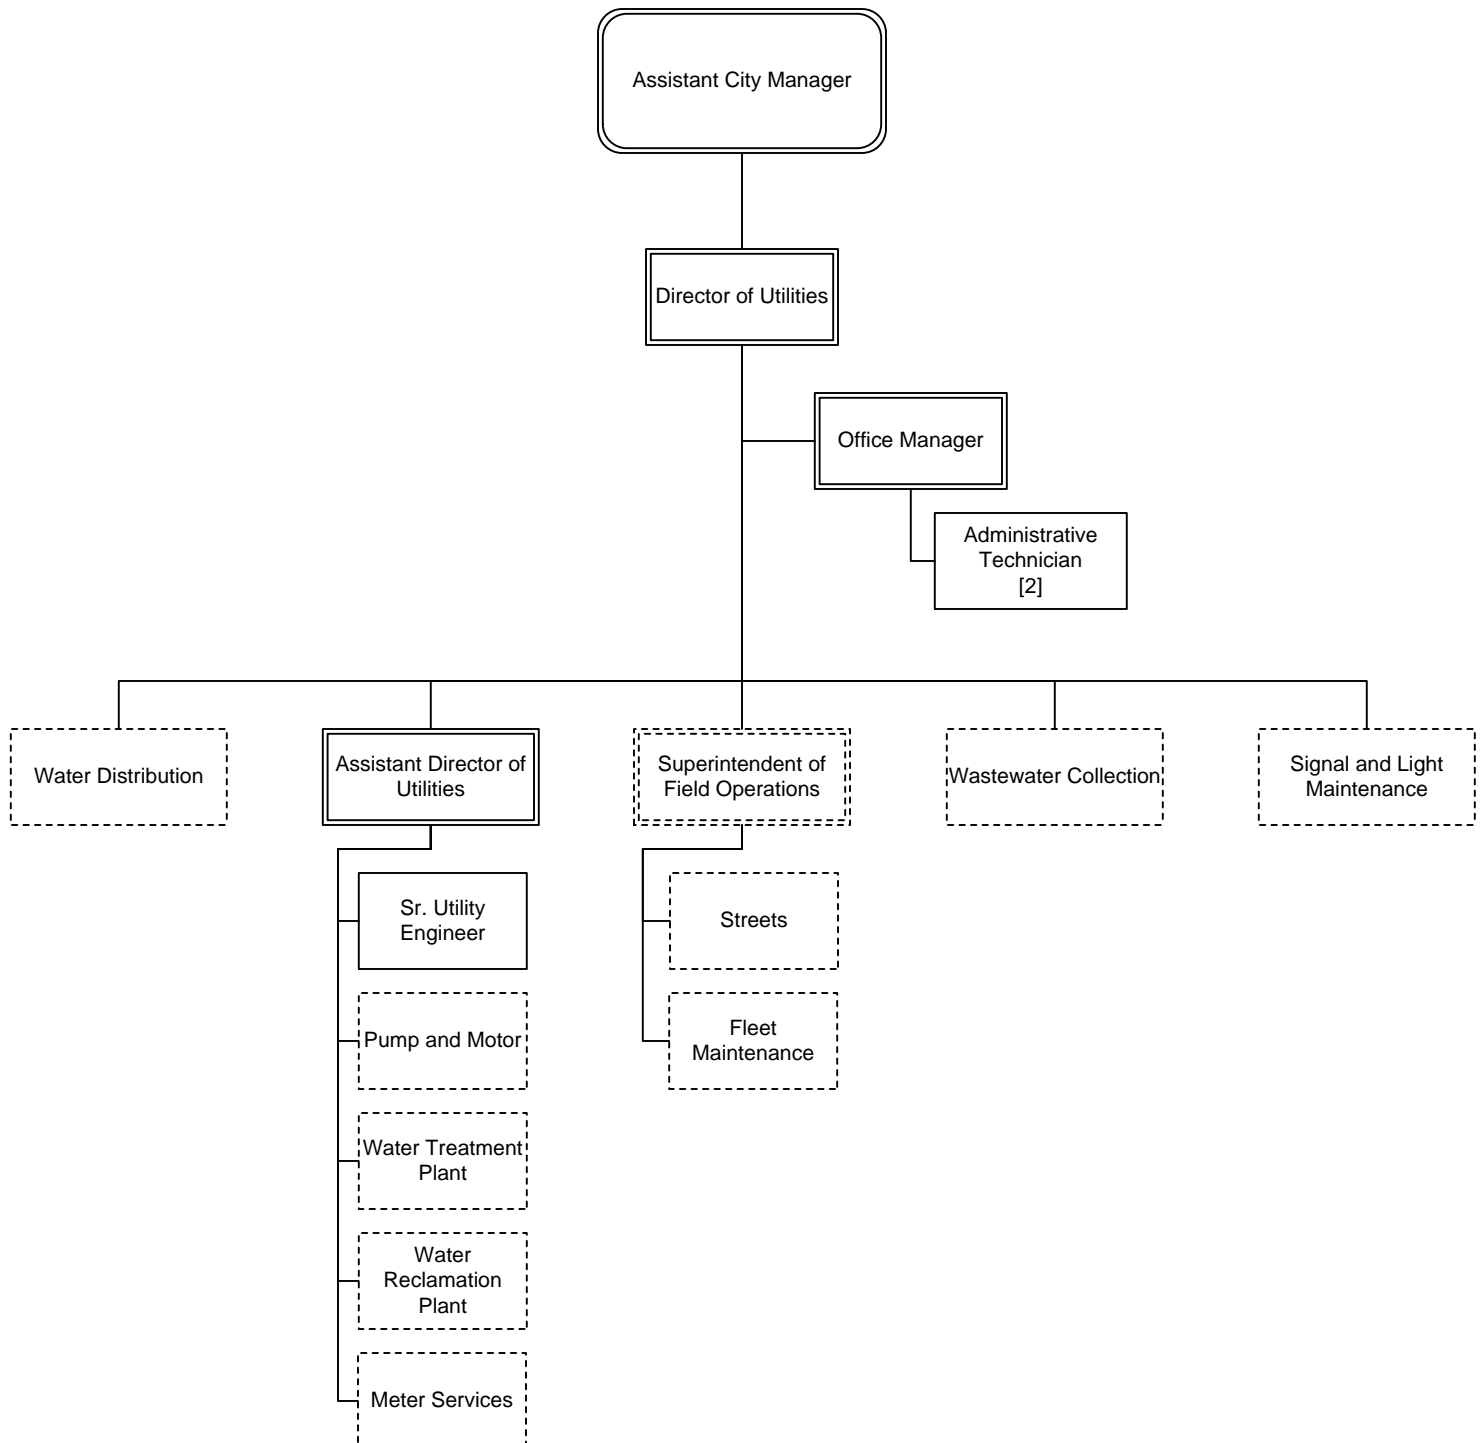 Assistant City Manager
Director of Utilities
Office Manager
Administrative
Technician
[2]
Water Distribution
Assistant Director of
Utilities
Superintendent of
Field Operations
Wastewater Collection
Signal and Light
Maintenance
Sr. Utility
Engineer
Pump and Motor
Water Treatment
Plant
Water
Reclamation
Plant
Meter Services
Streets
Fleet
Maintenance